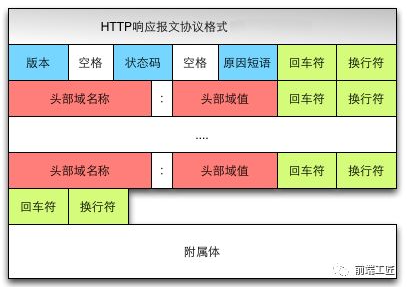 HTTP响应报文协议格式
版本 空格 状态码 空格 原因短语 回车符 换行符
头部域名称 : 头部域值 回车符 换行符
....
头部域名称 : 头部域值 回车符 换行符
回车符 换行符
附属体
前端工匠